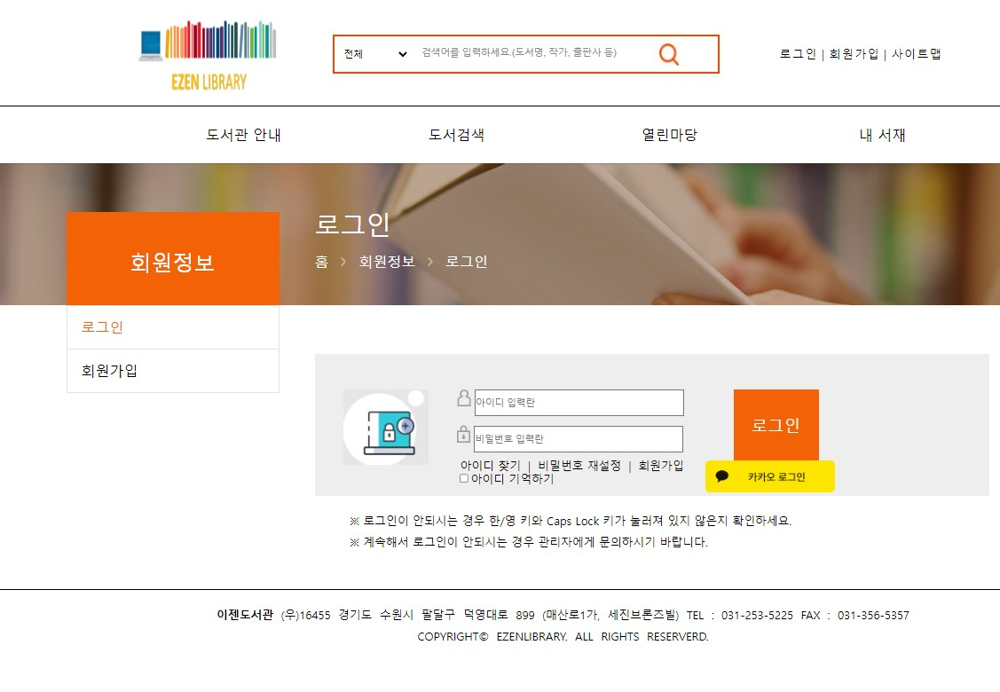 EZEN LIBRARY
전체 검색어를 입력하세요.(도서명, 작가, 출판사 등)
로그인 | 회원가입 | 사이트맵
도서관 안내 도서검색 열린마당 내 서재
회원정보
로그인
회원가입
로그인
홈 > 회원정보 > 로그인
아이디 입력란
비밀번호 입력란
로그인
아이디 찾기 | 비밀번호 재설정 | 회원가입
아이디 기억하기
카카오 로그인
※ 로그인이 안되시는 경우 한/영 키와 Caps Lock 키가 눌러져 있지 않은지 확인하세요.
※ 계속해서 로그인이 안되시는 경우 관리자에게 문의하시기 바랍니다.
이젠도서관 (우)16455 경기도 수원시 팔달구 덕영대로 899 (매산로1가, 세진브론즈빌) TEL : 031-253-5225 FAX : 031-356-5357
COPYRIGHT© EZENLIBRARY. ALL RIGHTS RESERVERD.